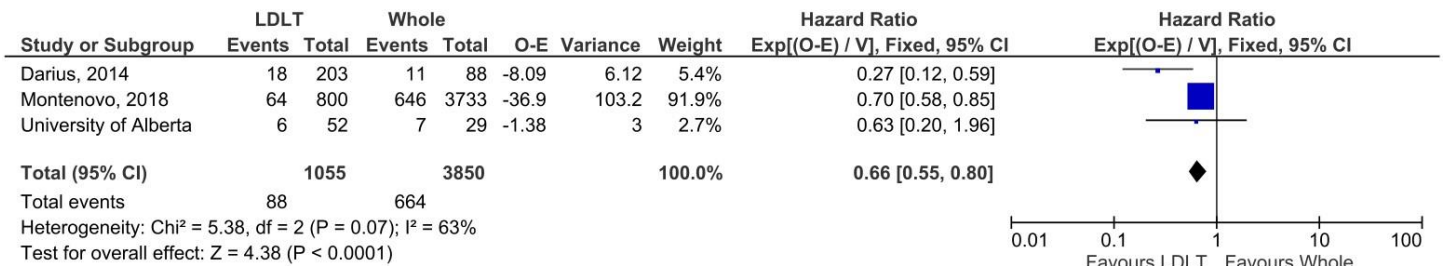 LDLT Whole Hazard Ratio Hazard Ratio
Study or Subgroup Events Total Events Total O-E Variance Weight Exp[(O-E) / V], Fixed, 95% CI Exp[(O-E) / V], Fixed, 95% CI
Darius, 2014 18 203 11 88 -8.09 6.12 5.4% 0.27 [0.12, 0.59]
Montenovo, 2018 64 800 646 3733 -36.9 103.2 91.9% 0.70 [0.58, 0.85]
University of Alberta 6 52 7 29 -1.38 3 2.7% 0.63 [0.20, 1.96]
Total (95% CI) 1055 3850 100.0% 0.66 [0.55, 0.80]
Total events 88 664
Heterogeneity: Chi² = 5.38, df = 2 (P = 0.07); I² = 63%
Test for overall effect: Z = 4.38 (P < 0.0001)
0.01 0.1 1 10 100
Favours LDLT Favours Whole